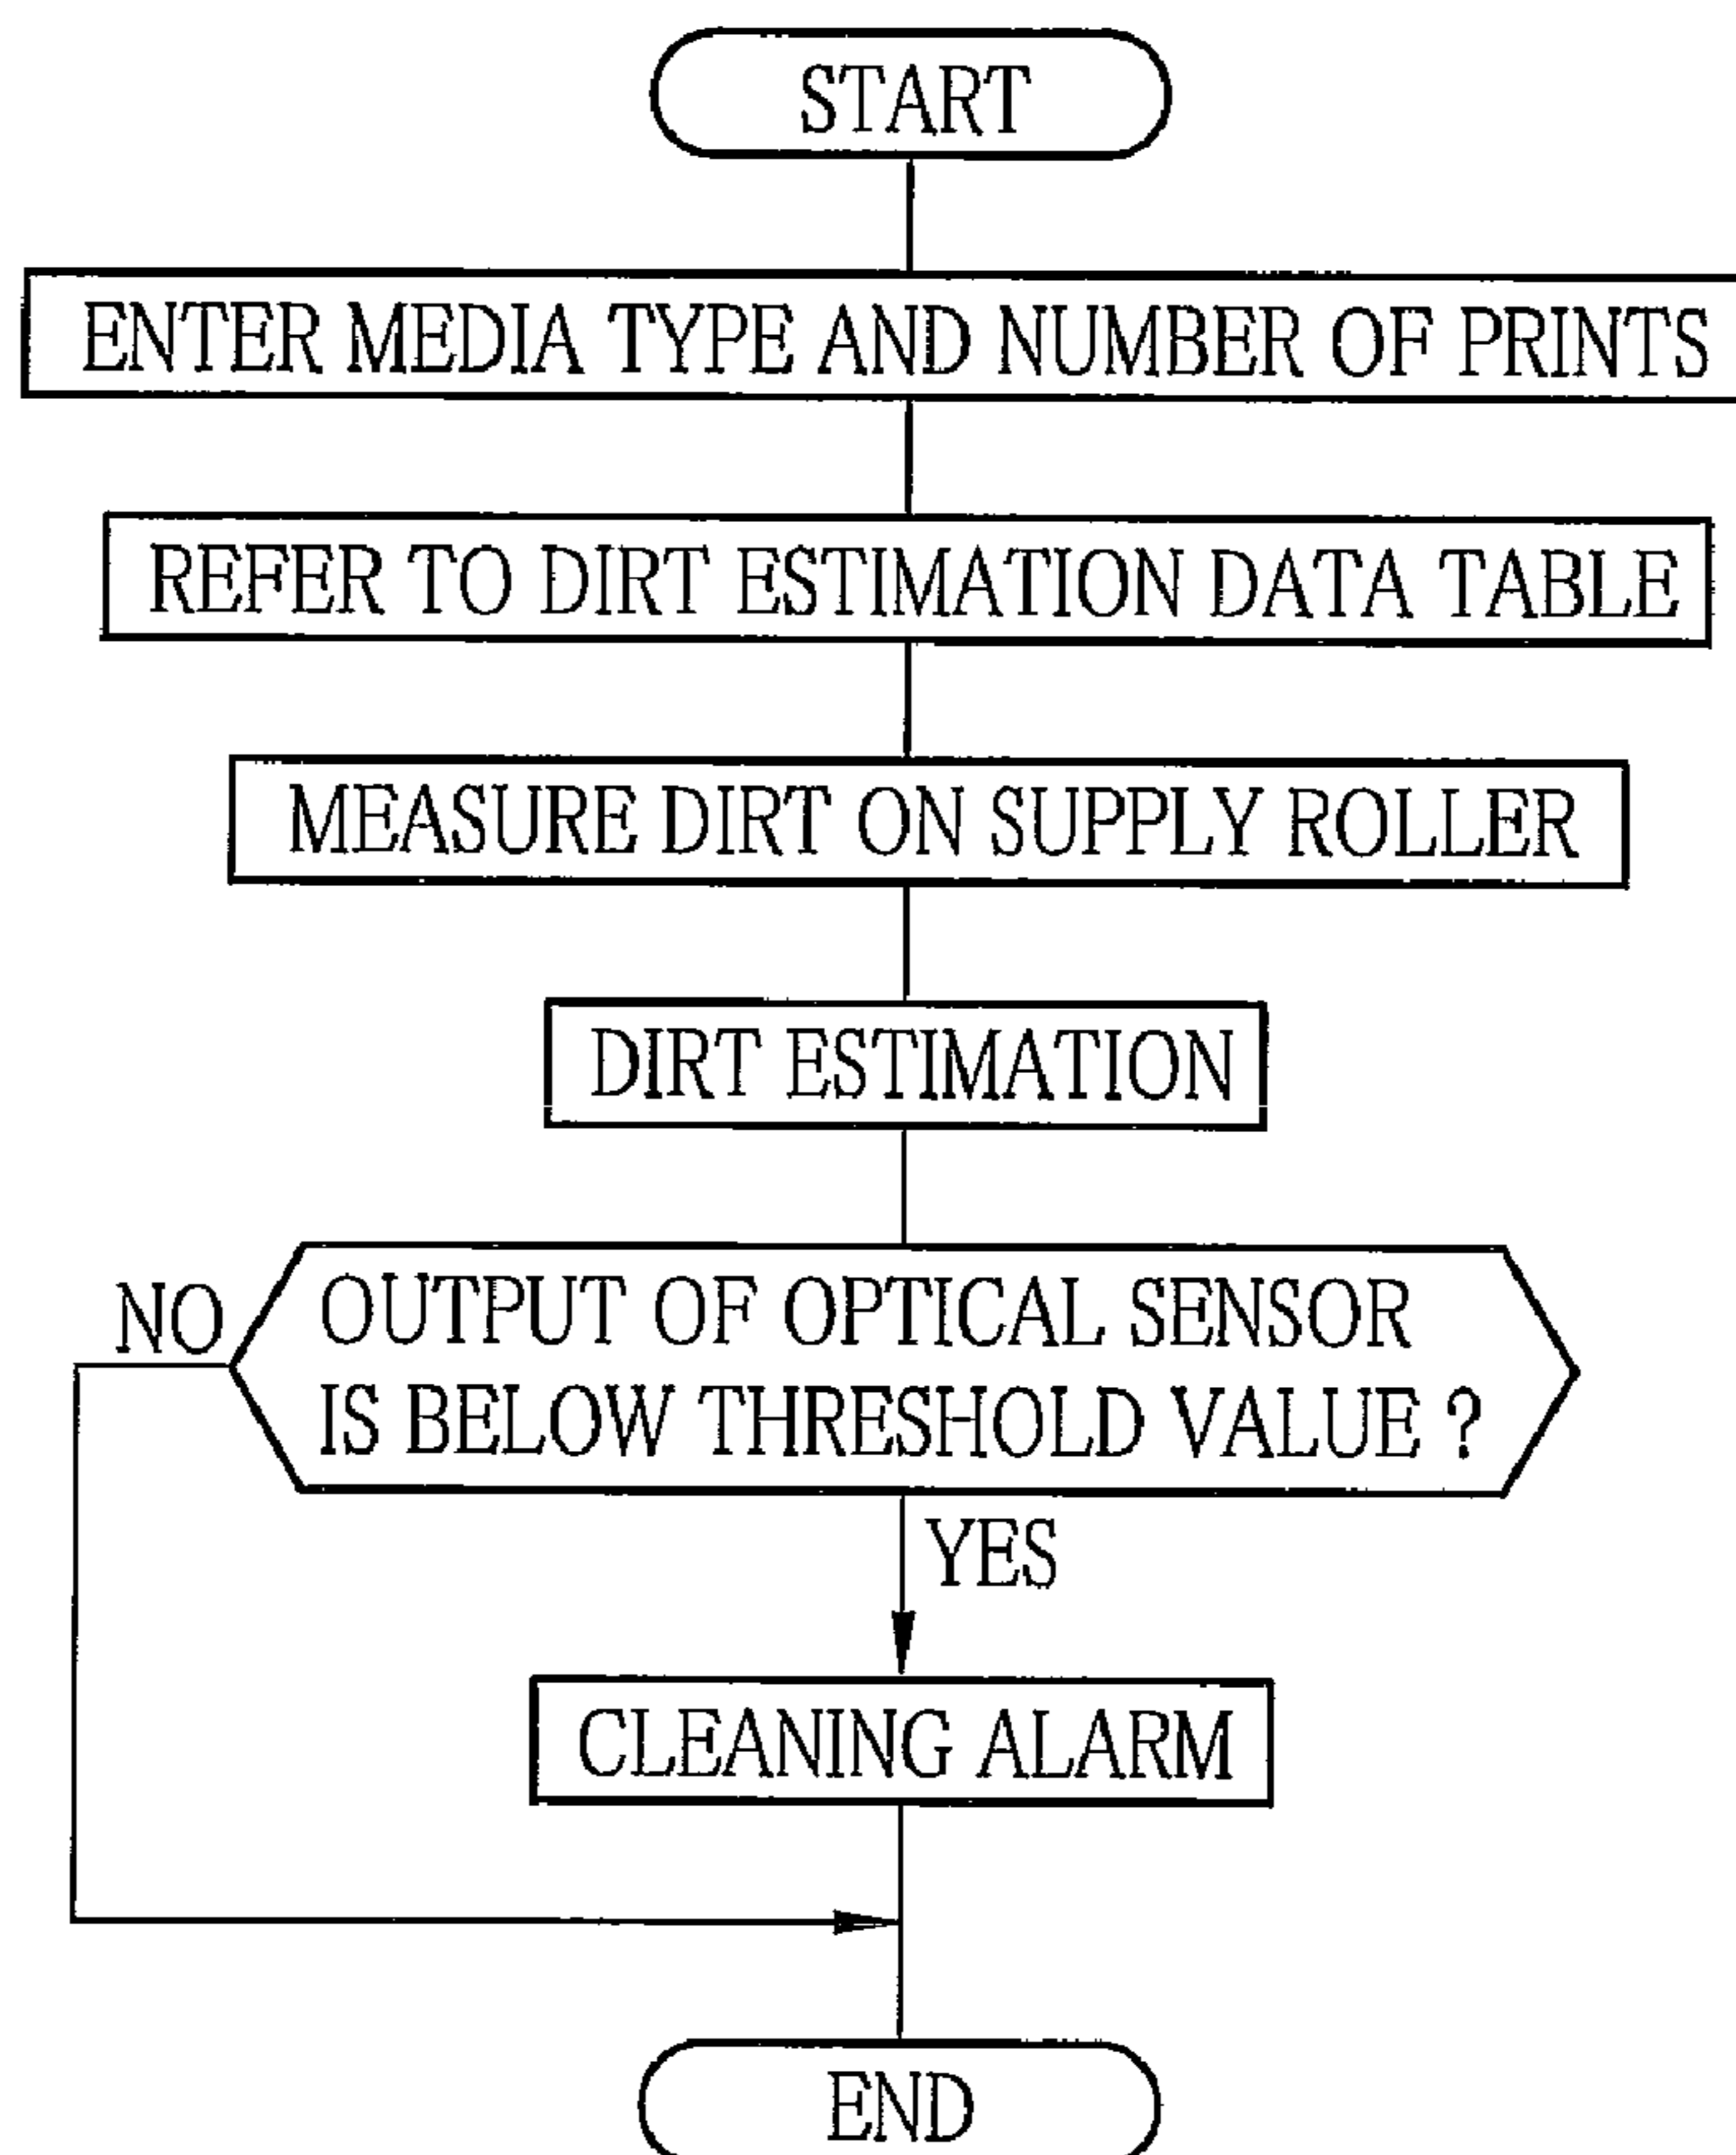 START
ENTER MEDIA TYPE AND NUMBER OF PRINTS
REFER TO DIRT ESTIMATION DATA TABLE
MEASURE DIRT ON SUPPLY ROLLER
DIRT ESTIMATION
OUTPUT OF OPTICAL SENSOR
IS BELOW THRESHOLD VALUE ?
NO
YES
CLEANING ALARM
END